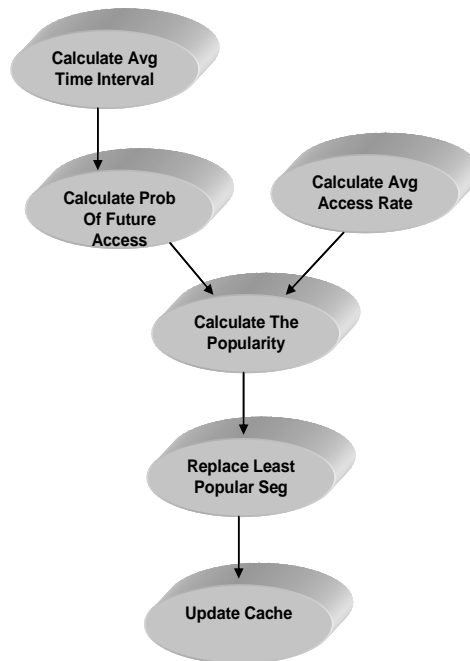 Calculate Avg
Time Interval
Calculate Prob
Of Future
Access
Calculate Avg
Access Rate
Calculate The
Popularity
Replace Least
Popular Seg
Update Cache